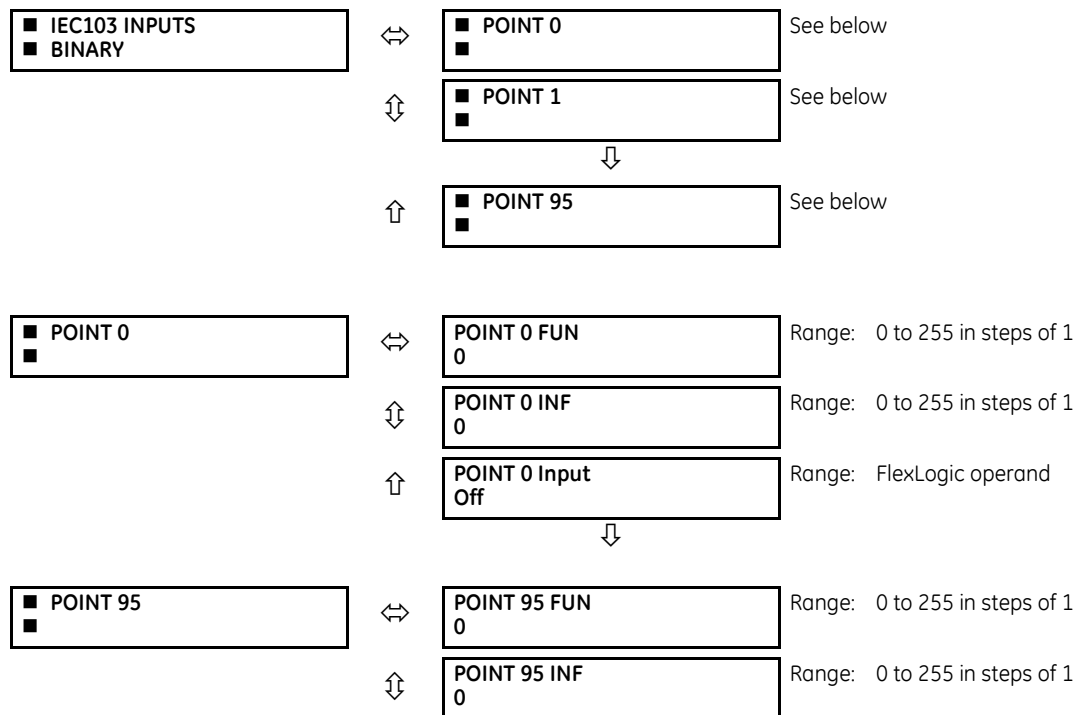 ■ IEC103 INPUTS
■ BINARY
■ POINT 0
■
See below
■ POINT 1
■
See below
■ POINT 95
■
See below
■ POINT 0
■
POINT 0 FUN
0
Range: 0 to 255 in steps of 1
POINT 0 INF
0
Range: 0 to 255 in steps of 1
POINT 0 Input
Off
Range: FlexLogic operand
■ POINT 95
■
POINT 95 FUN
0
Range: 0 to 255 in steps of 1
POINT 95 INF
0
Range: 0 to 255 in steps of 1